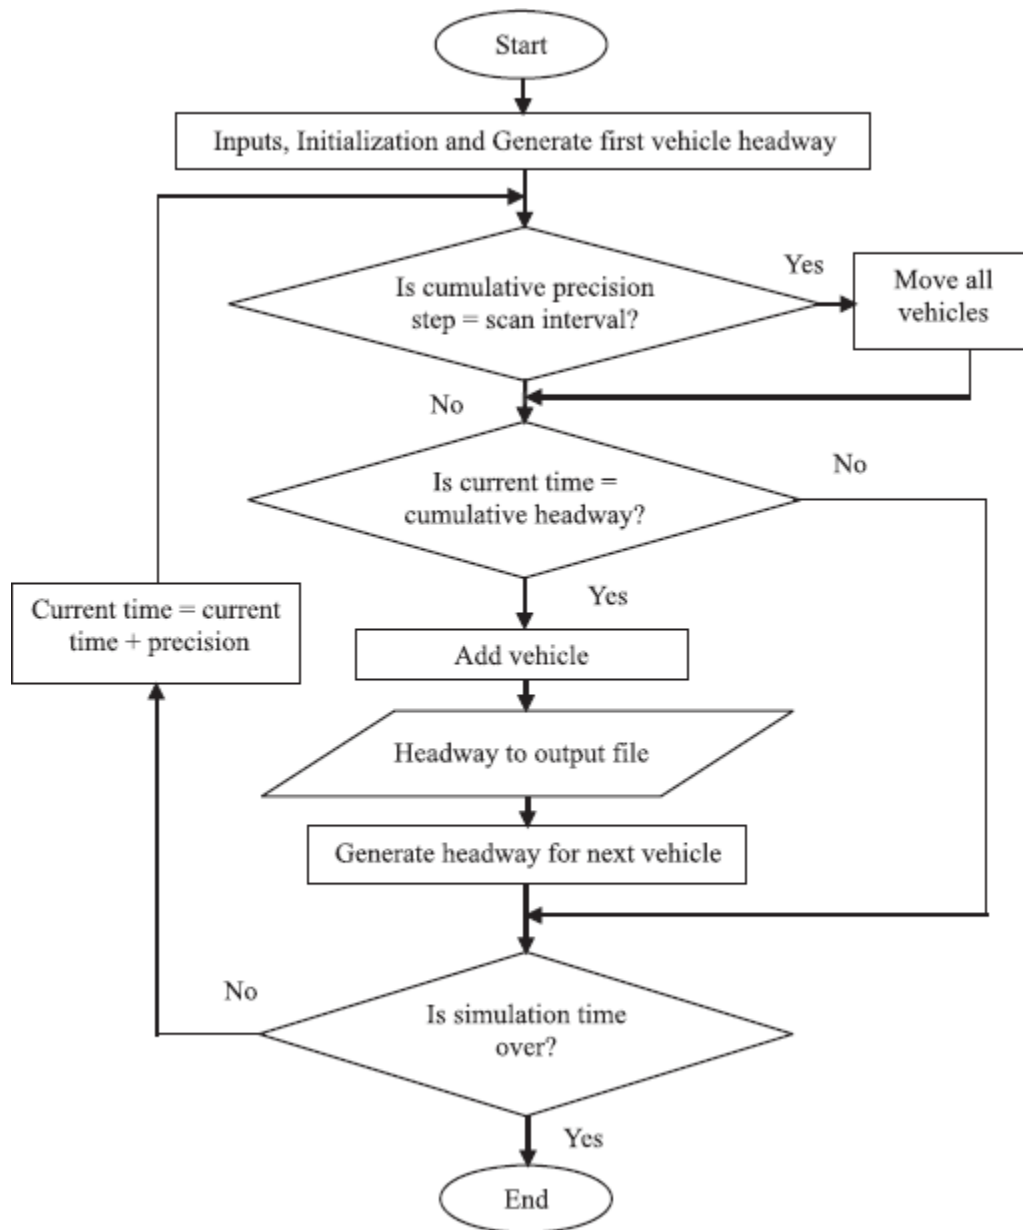 Start
Inputs, Initialization and Generate first vehicle headway
Is cumulative precision
step = scan interval?
Yes
Move all
vehicles
No
Is current time =
cumulative headway?
No
Yes
Current time = current
time + precision
Add vehicle
Headway to output file
Generate headway for next vehicle
No
Is simulation time
over?
Yes
End